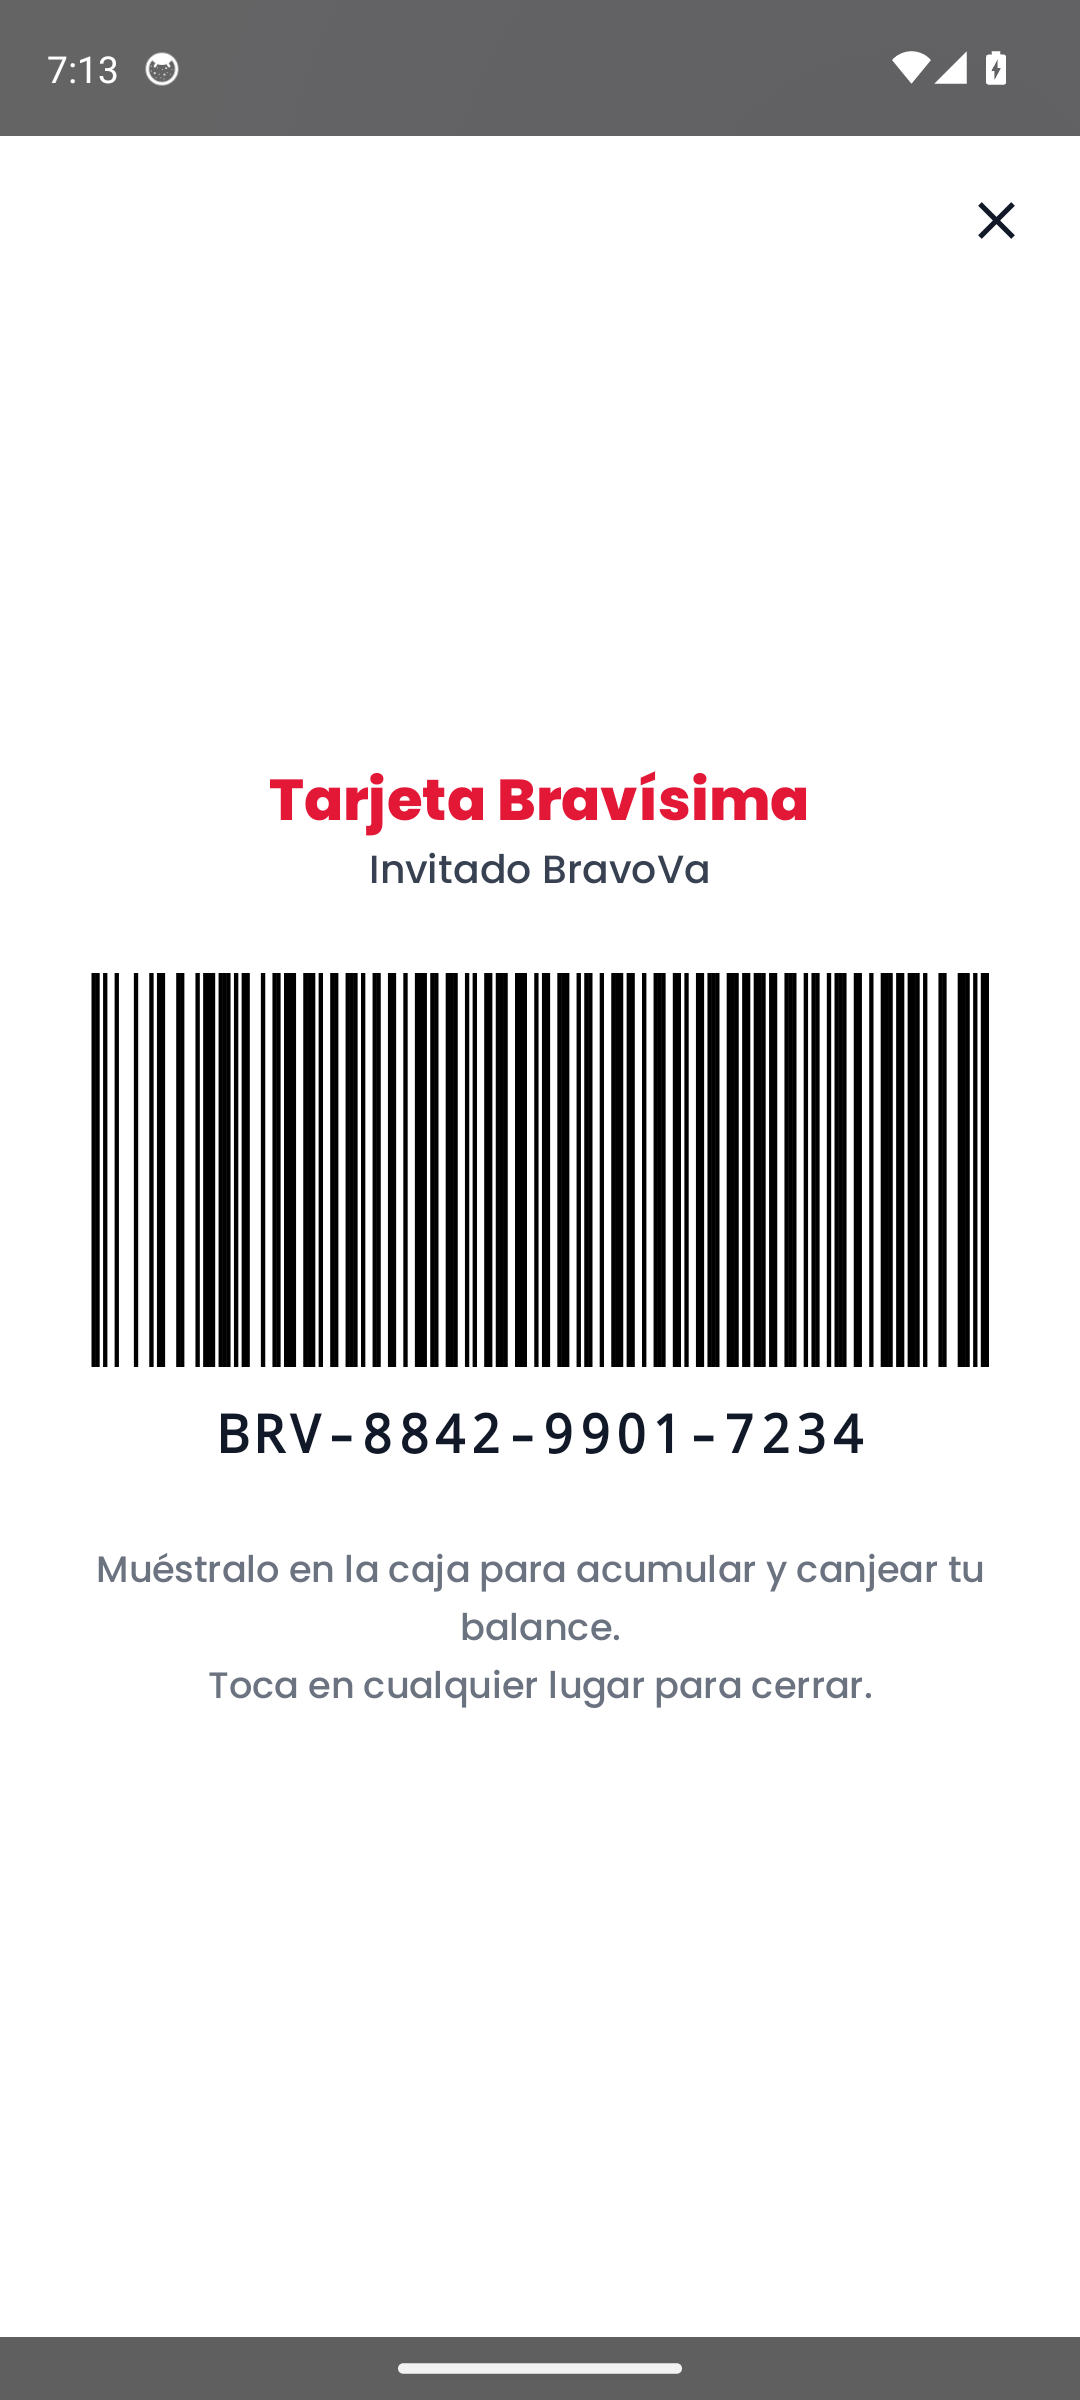 7:13
Tarjeta Bravísima
Invitado BravoVa
BRV-8842-9901-7234
Muéstralo en la caja para acumular y canjear tu
balance.
Toca en cualquier lugar para cerrar.